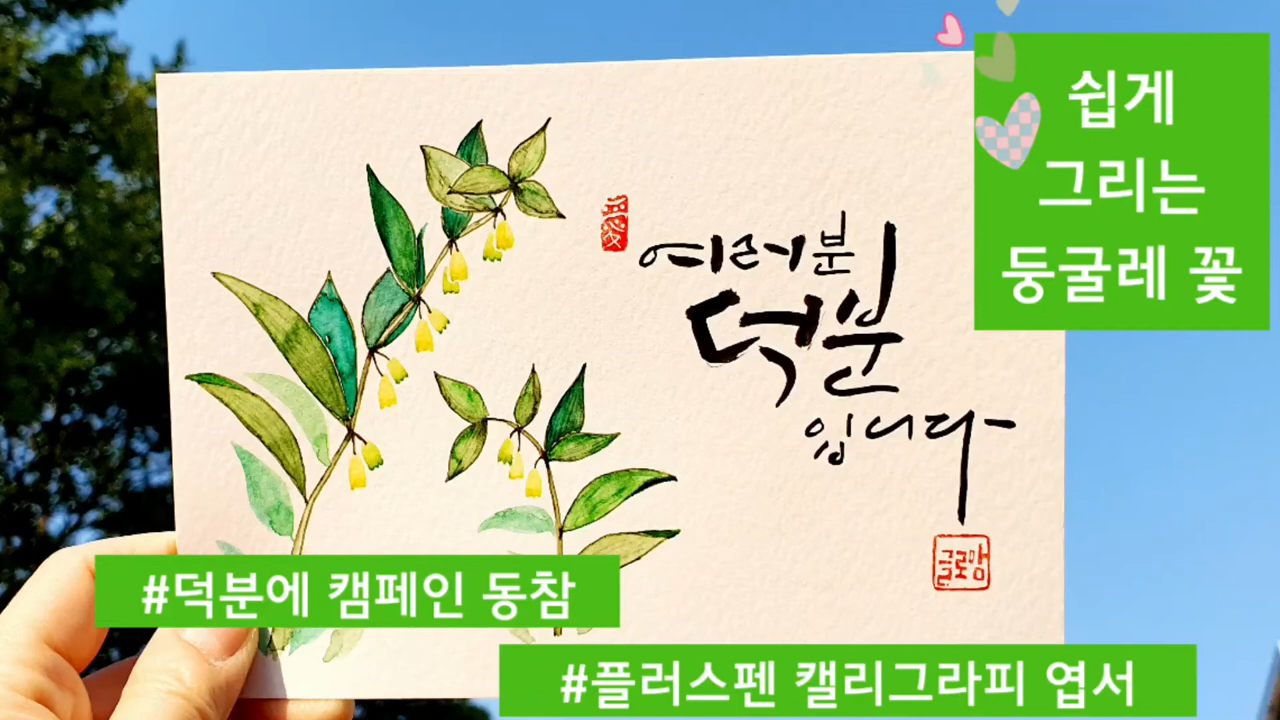 쉽게
그리는
둥굴레 꽃
여러분
덕분
입니다
글로맘
#덕분에 캠페인 동참
#플러스펜 캘리그라피 엽서